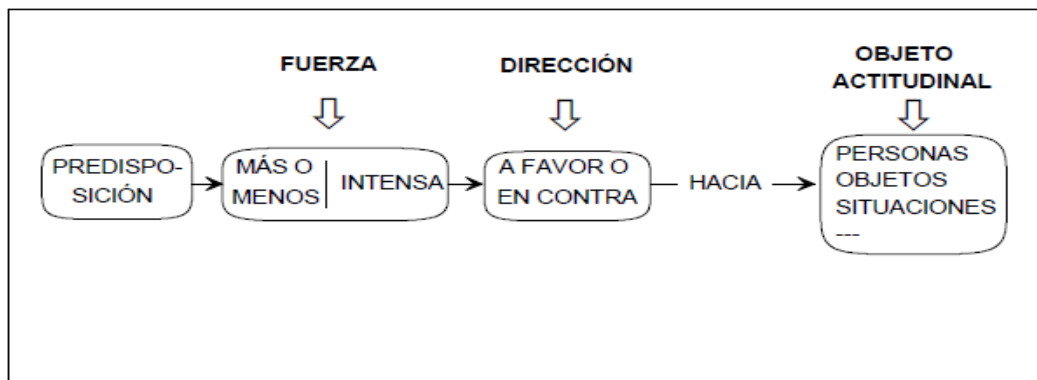 FUERZA
DIRECCIÓN
OBJETO
ACTITUDINAL
PREDISPO-
SICIÓN
MÁS O
MENOS
INTENSA
A FAVOR O
EN CONTRA
HACIA
PERSONAS
OBJETOS
SITUACIONES
---